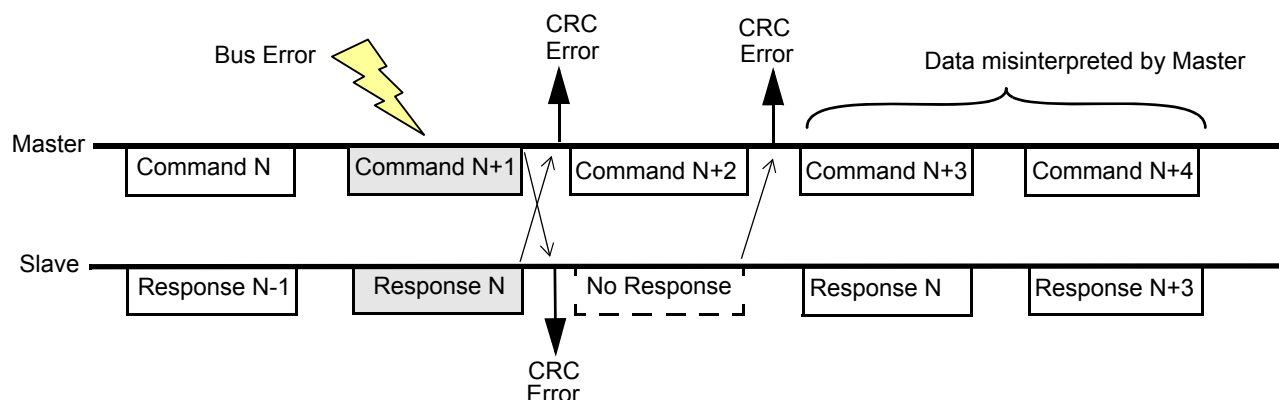 CRC
Error
CRC
Error
Bus Error
Data misinterpreted by Master
Master
Command N
Command N+1
Command N+2
Command N+3
Command N+4
Slave
Response N-1
Response N
No Response
Response N
Response N+3
CRC
Error